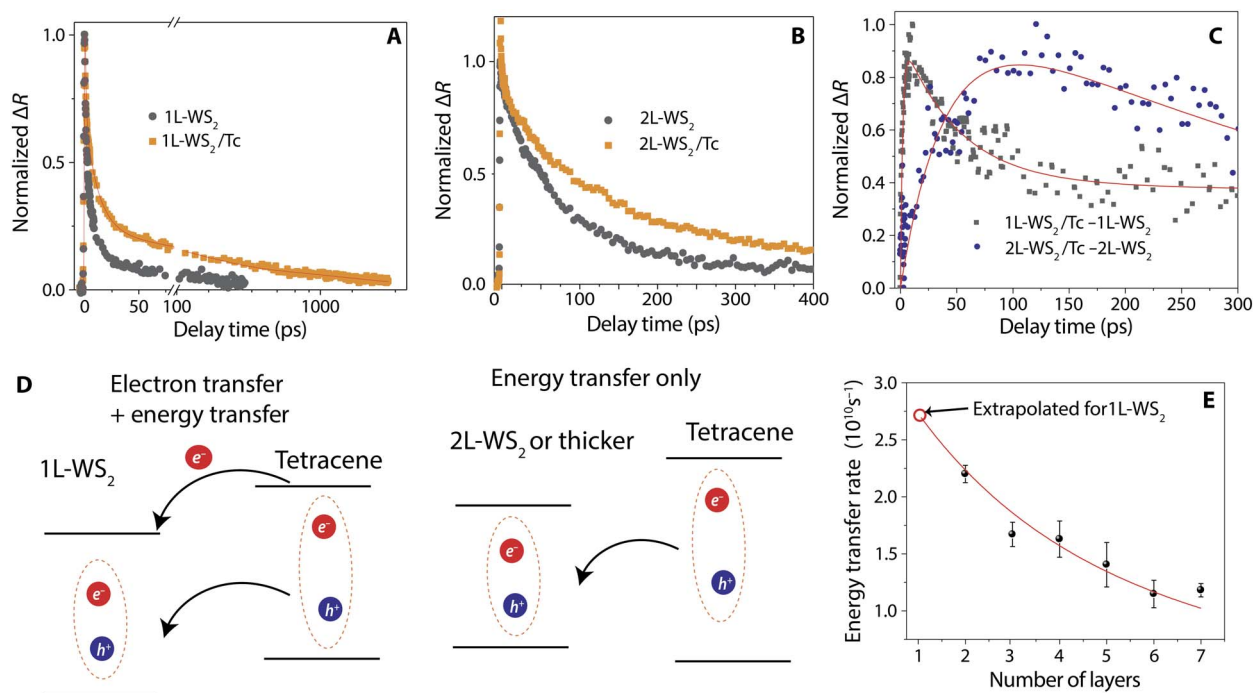 A
1.0
0.5
0.0
Normalized ΔR
1L-WS₂
1L-WS₂/Tc
0 50 100 1000
Delay time (ps)
B
1.0
0.5
0.0
Normalized ΔR
2L-WS₂
2L-WS₂/Tc
0 100 200 300 400
Delay time (ps)
C
1.0
0.8
0.6
0.4
0.2
0.0
Normalized ΔR
1L-WS₂/Tc –1L-WS₂
2L-WS₂/Tc –2L-WS₂
0 50 100 150 200 250 300
Delay time (ps)
D
Electron transfer
+ energy transfer
1L-WS₂
Tetracene
e⁻
e⁻
e⁻
h⁺
h⁺
Energy transfer only
2L-WS₂ or thicker
Tetracene
e⁻
e⁻
h⁺
h⁺
E
3.0
2.5
2.0
1.5
1.0
Energy transfer rate (10¹⁰s⁻¹)
Extrapolated for1L-WS₂
1 2 3 4 5 6 7
Number of layers